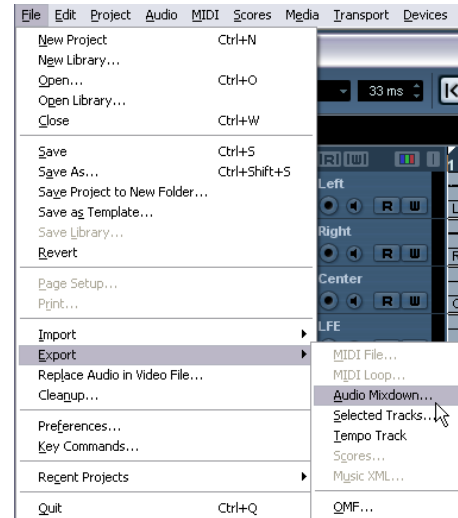 File Edit Project Audio MIDI Scores Media Transport Devices
New Project Ctrl+N
New Library...
Open... Ctrl+O
Open Library...
Close Ctrl+W
Save Ctrl+S
Save As... Ctrl+Shift+S
Save Project to New Folder...
Save as Template...
Save Library...
Revert
Page Setup...
Print...
Import
Export
Replace Audio in Video File...
Cleanup...
Preferences...
Key Commands...
Recent Projects
Quit Ctrl+Q
33 ms
R W 1
Left
R W L
Right
R W R
Center
R W C
LFE
MIDI File...
MIDI Loop...
Audio Mixdown...
Selected Tracks...
Tempo Track
Scores...
Music XML...
OMF...